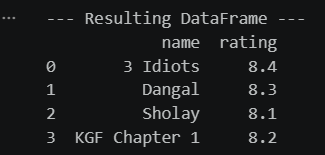 ... --- Resulting DataFrame ---
name rating
0 3 Idiots 8.4
1 Dangal 8.3
2 Sholay 8.1
3 KGF Chapter 1 8.2